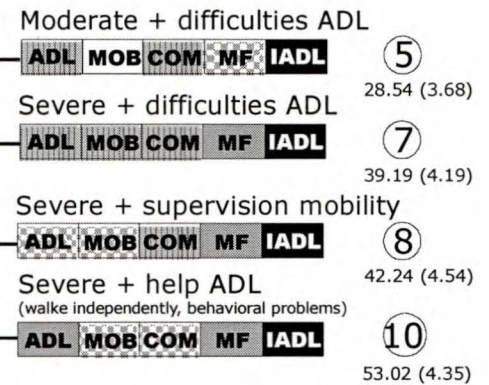 Moderate + difficulties ADL
ADL MOB COM MF IADL 5
28.54 (3.68)
Severe + difficulties ADL
ADL MOB COM MF IADL 7
39.19 (4.19)
Severe + supervision mobility
ADL MOB COM MF IADL 8
42.24 (4.54)
Severe + help ADL
(walke independently, behavioral problems)
ADL MOB COM MF IADL 10
53.02 (4.35)